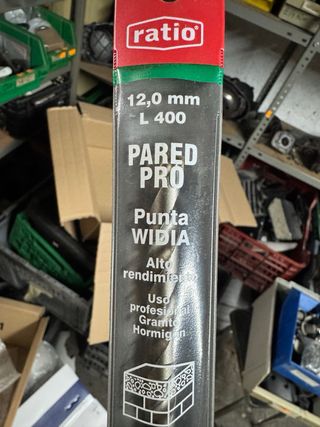 ratio®
12,0 mm
L 400
PARED
PRO
Punta
WIDIA
Alto
rendimiento
Uso
profesional
Granito
Hormigón